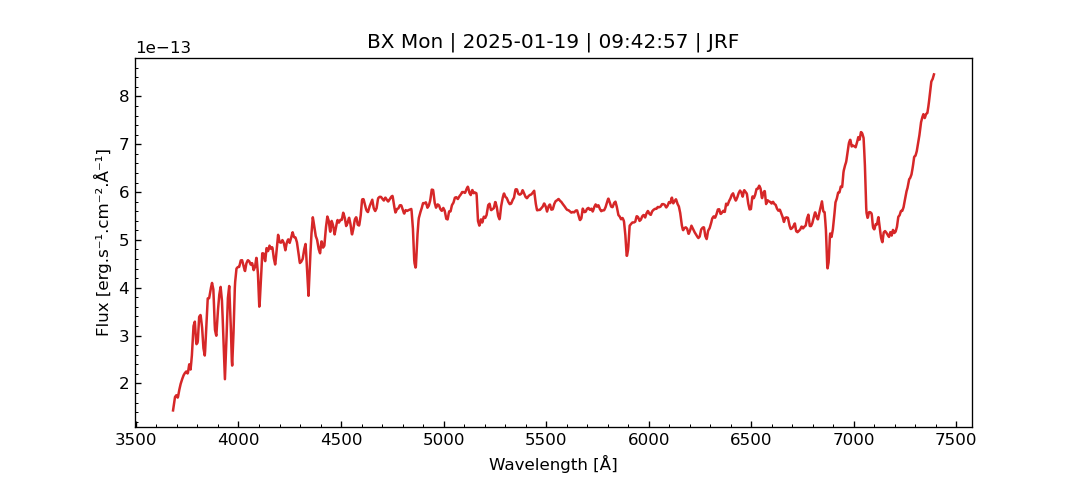 BX Mon | 2025-01-19 | 09:42:57 | JRF
1e−13
8
7
6
5
4
3
2
Flux [erg.s⁻¹.cm⁻².Å⁻¹]
3500 4000 4500 5000 5500 6000 6500 7000 7500
Wavelength [Å]